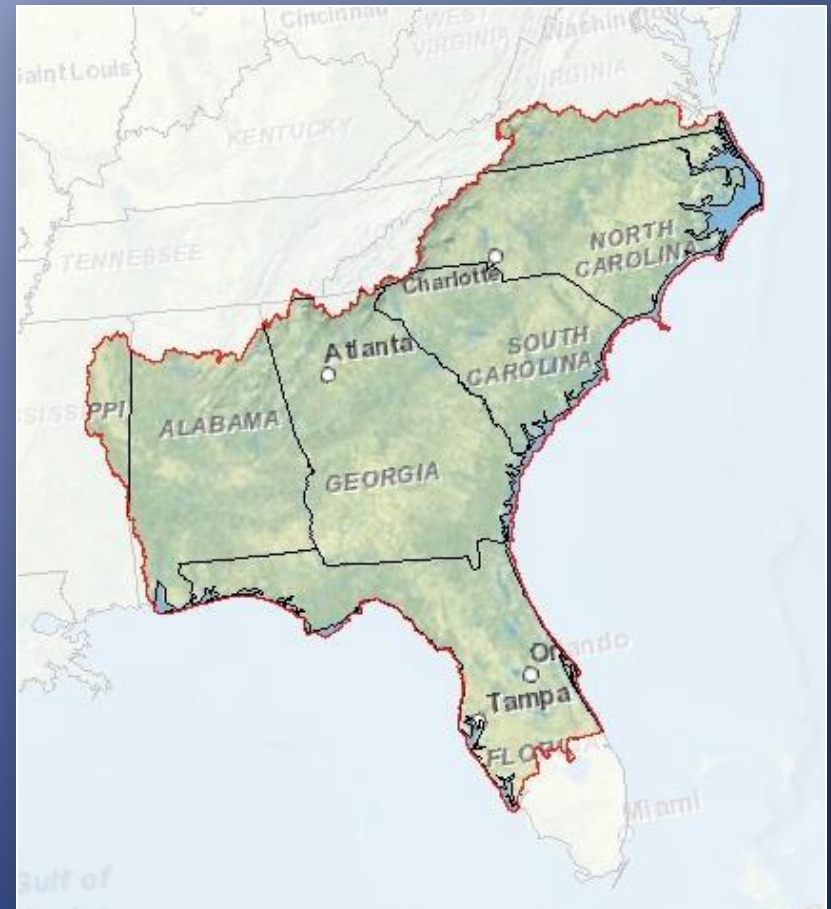 Cincinnati
WEST
VIRGINIA
Washington
Saint Louis
VIRGINIA
KENTUCKY
TENNESSEE
NORTH
CAROLINA
Charlotte
Atlanta
SOUTH
CAROLINA
SSISSIPPI
ALABAMA
GEORGIA
Orlando
Tampa
FLORIDA
Miami
Gulf of